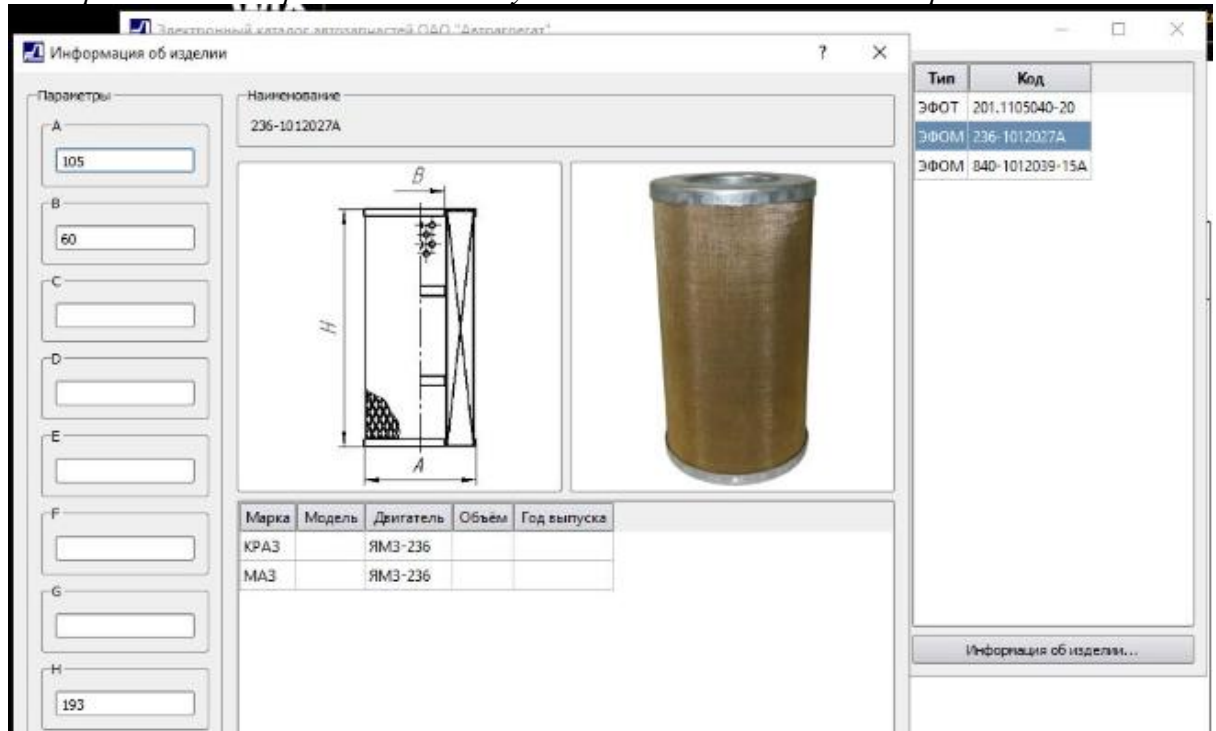 Электронный каталог автозапчастей ОАО "Автоагрегат"
Информация об изделии
?
Параметры
A
105
B
60
C
D
E
F
G
H
193
Наименование
236-1012027А
B
H
A
Марка Модель Двигатель Объём Год выпуска
КРАЗ ЯМЗ-236
МАЗ ЯМЗ-236
Тип Код
ЭФОТ 201.1105040-20
ЭФОМ 236-1012027А
ЭФОМ 840-1012039-15А
Информация об изделии...